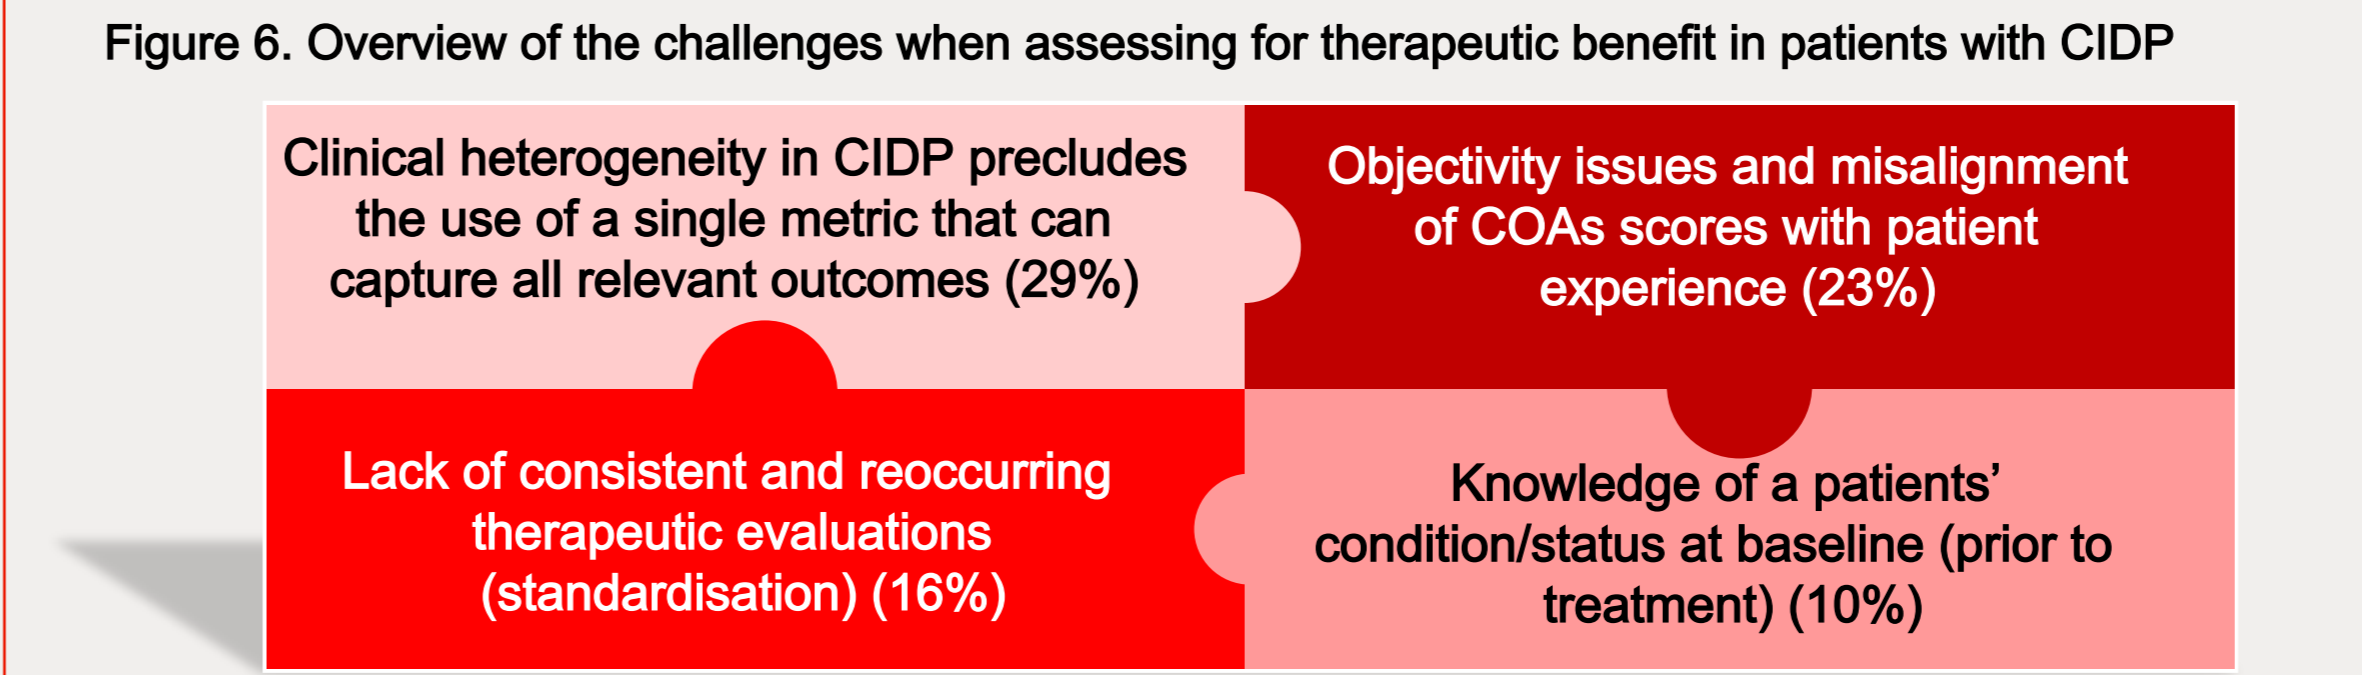 Figure 6. Overview of the challenges when assessing for therapeutic benefit in patients with CIDP
Clinical heterogeneity in CIDP precludes
the use of a single metric that can
capture all relevant outcomes (29%)
Objectivity issues and misalignment
of COAs scores with patient
experience (23%)
Lack of consistent and reoccurring
therapeutic evaluations
(standardisation) (16%)
Knowledge of a patients’
condition/status at baseline (prior to
treatment) (10%)